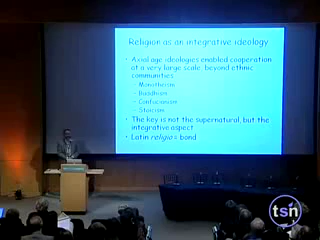 Religion as an integrative ideology
• Axial age ideologies enabled cooperation
at a very large scale, beyond ethnic
communities
– Monotheism
– Buddhism
– Confucianism
– Stoicism
• The key is not the supernatural, but the
integrative aspect
• Latin religio = bond
tsn